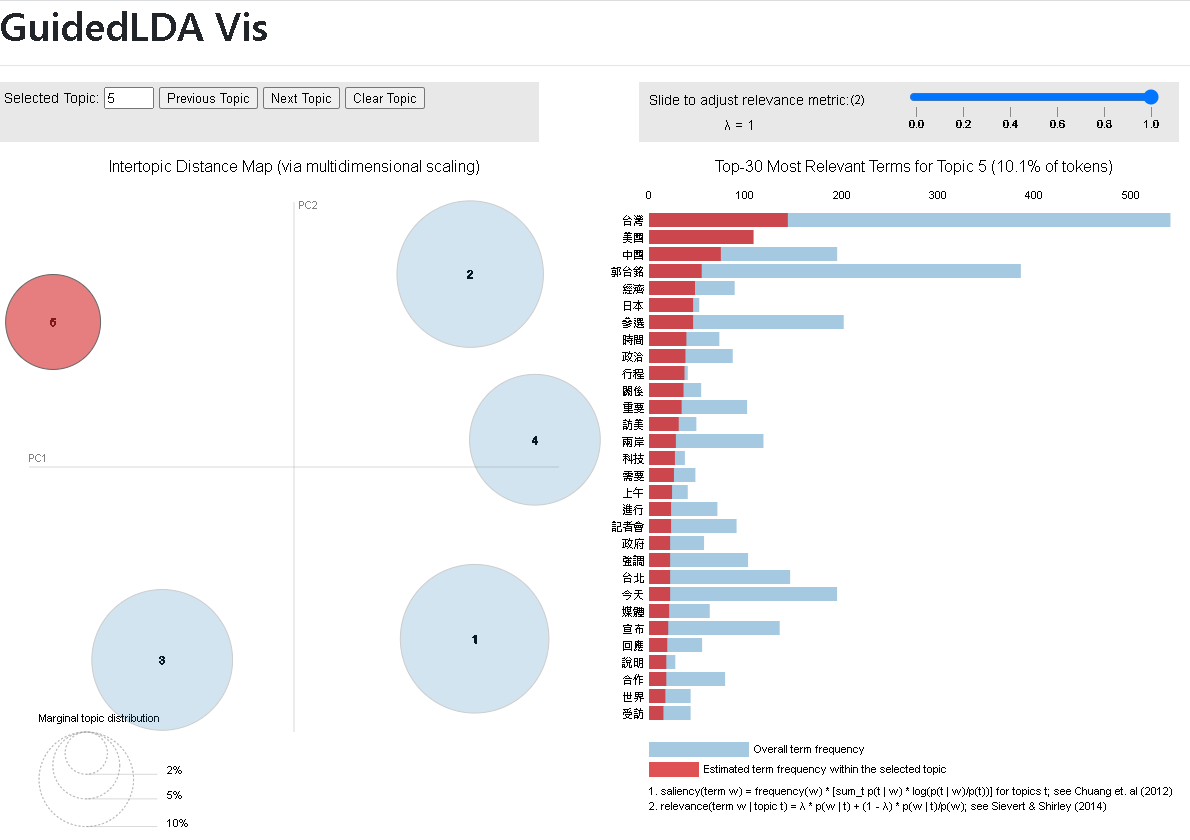 GuidedLDA Vis
Selected Topic: 5 Previous Topic Next Topic Clear Topic
Slide to adjust relevance metric:(2)
λ = 1
0.0 0.2 0.4 0.6 0.8 1.0
Intertopic Distance Map (via multidimensional scaling)
PC2
PC1
2
5
4
3
1
Marginal topic distribution
2%
5%
10%
Top-30 Most Relevant Terms for Topic 5 (10.1% of tokens)
0 100 200 300 400 500
台灣
美國
中國
郭台銘
經濟
日本
參選
時間
政治
行程
關係
重要
訪美
兩岸
科技
需要
上午
進行
記者會
政府
強調
台北
今天
媒體
宣布
回應
說明
合作
世界
受訪
Overall term frequency
Estimated term frequency within the selected topic
1. saliency(term w) = frequency(w) * [sum_t p(t | w) * log(p(t | w)/p(t))] for topics t; see Chuang et. al (2012)
2. relevance(term w | topic t) = λ * p(w | t) + (1 - λ) * p(w | t)/p(w); see Sievert & Shirley (2014)